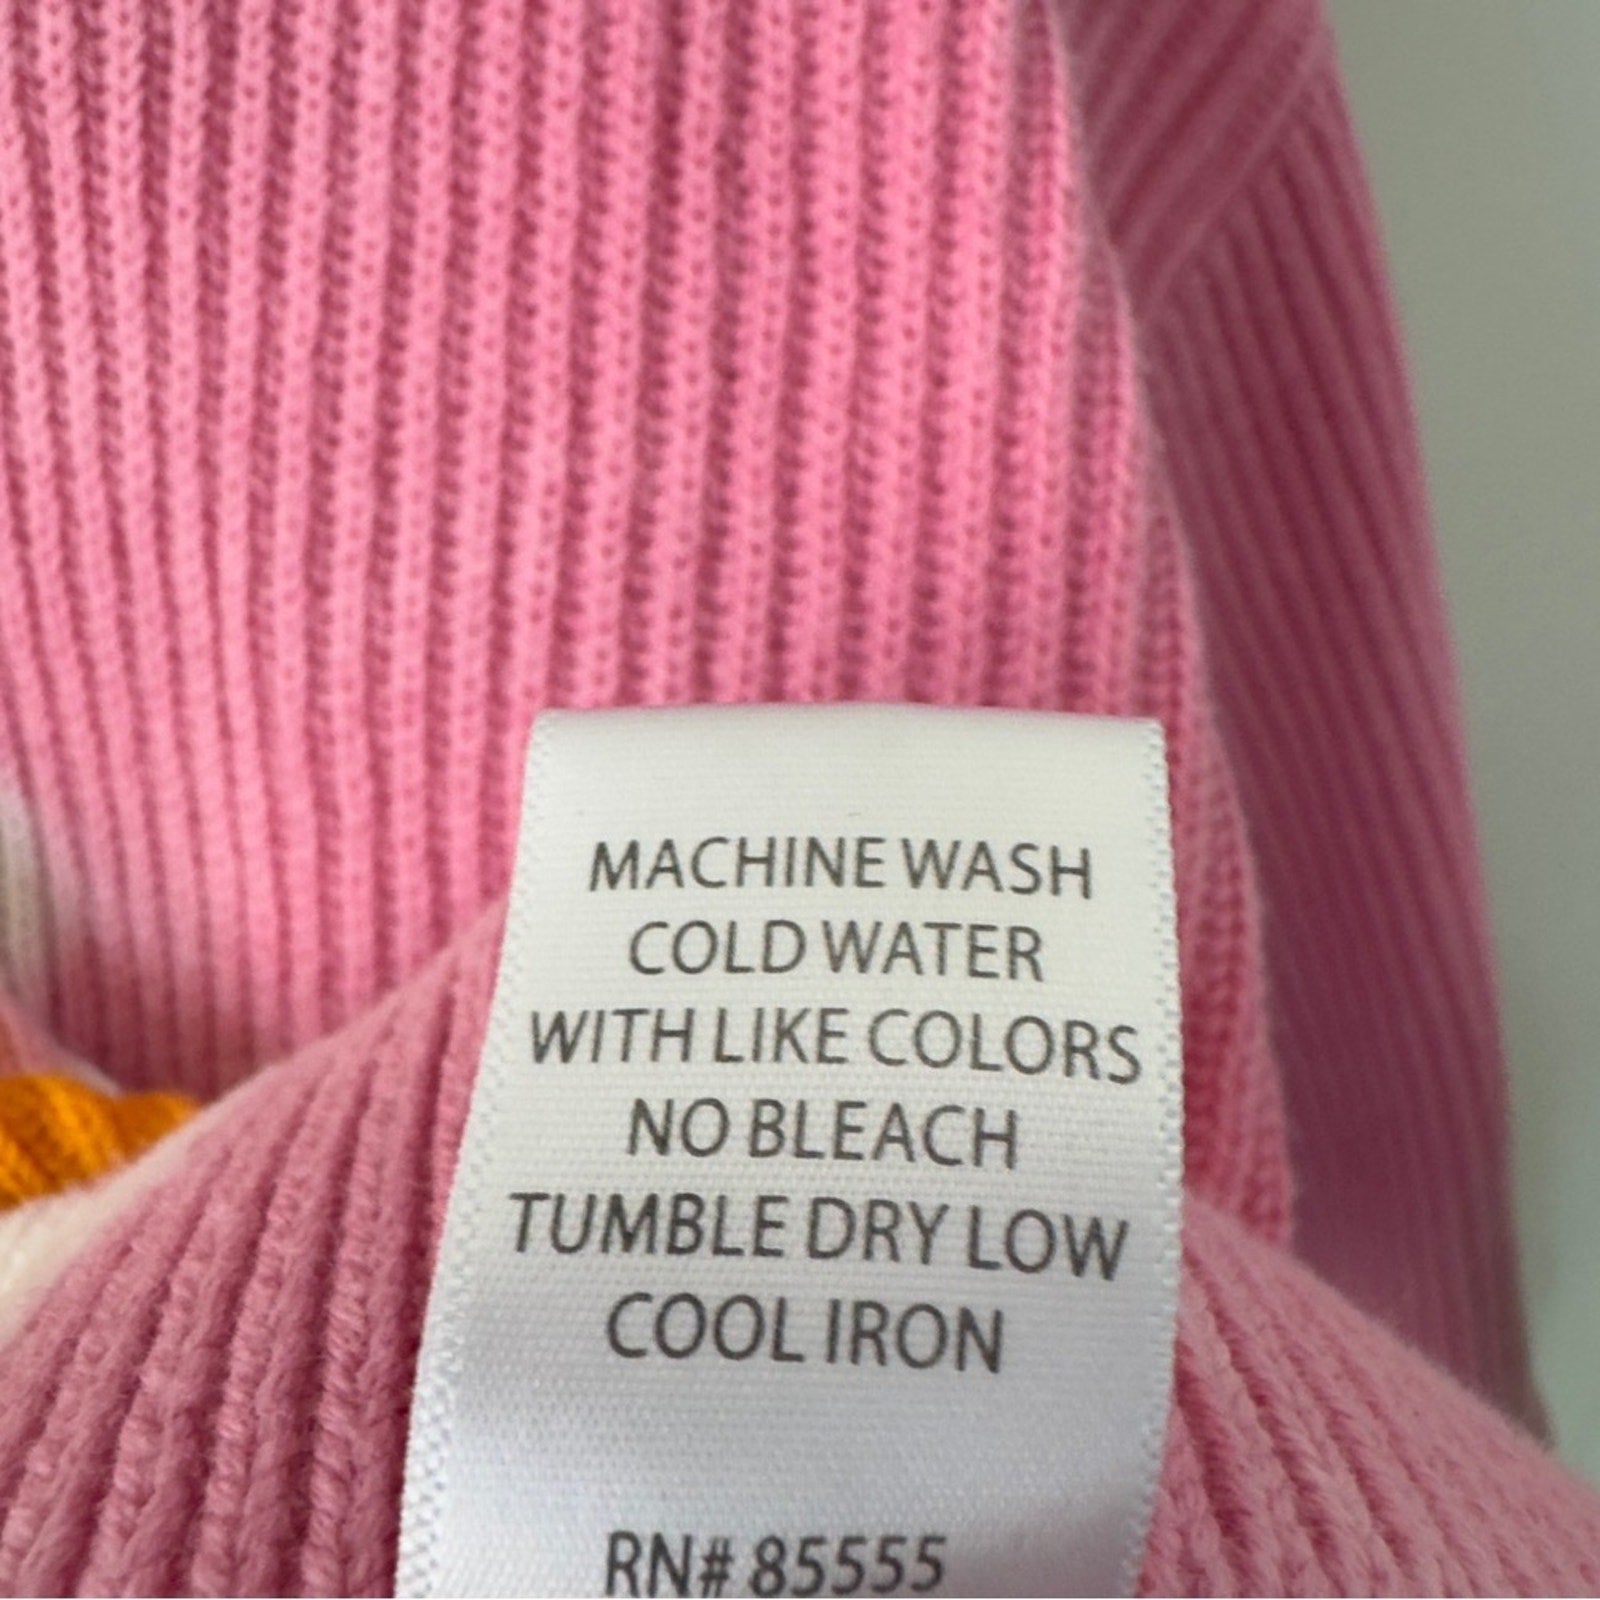 MACHINE WASH
COLD WATER
WITH LIKE COLORS
NO BLEACH
TUMBLE DRY LOW
COOL IRON
RN# 85555